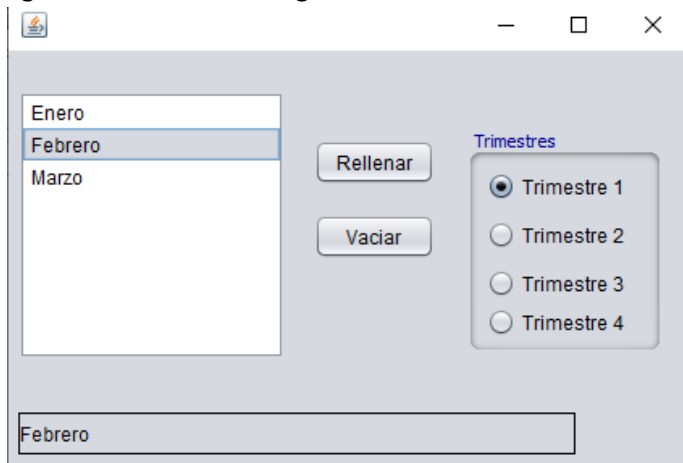 Enero
Febrero
Marzo
Rellenar
Vaciar
Trimestres
Trimestre 1
Trimestre 2
Trimestre 3
Trimestre 4
Febrero